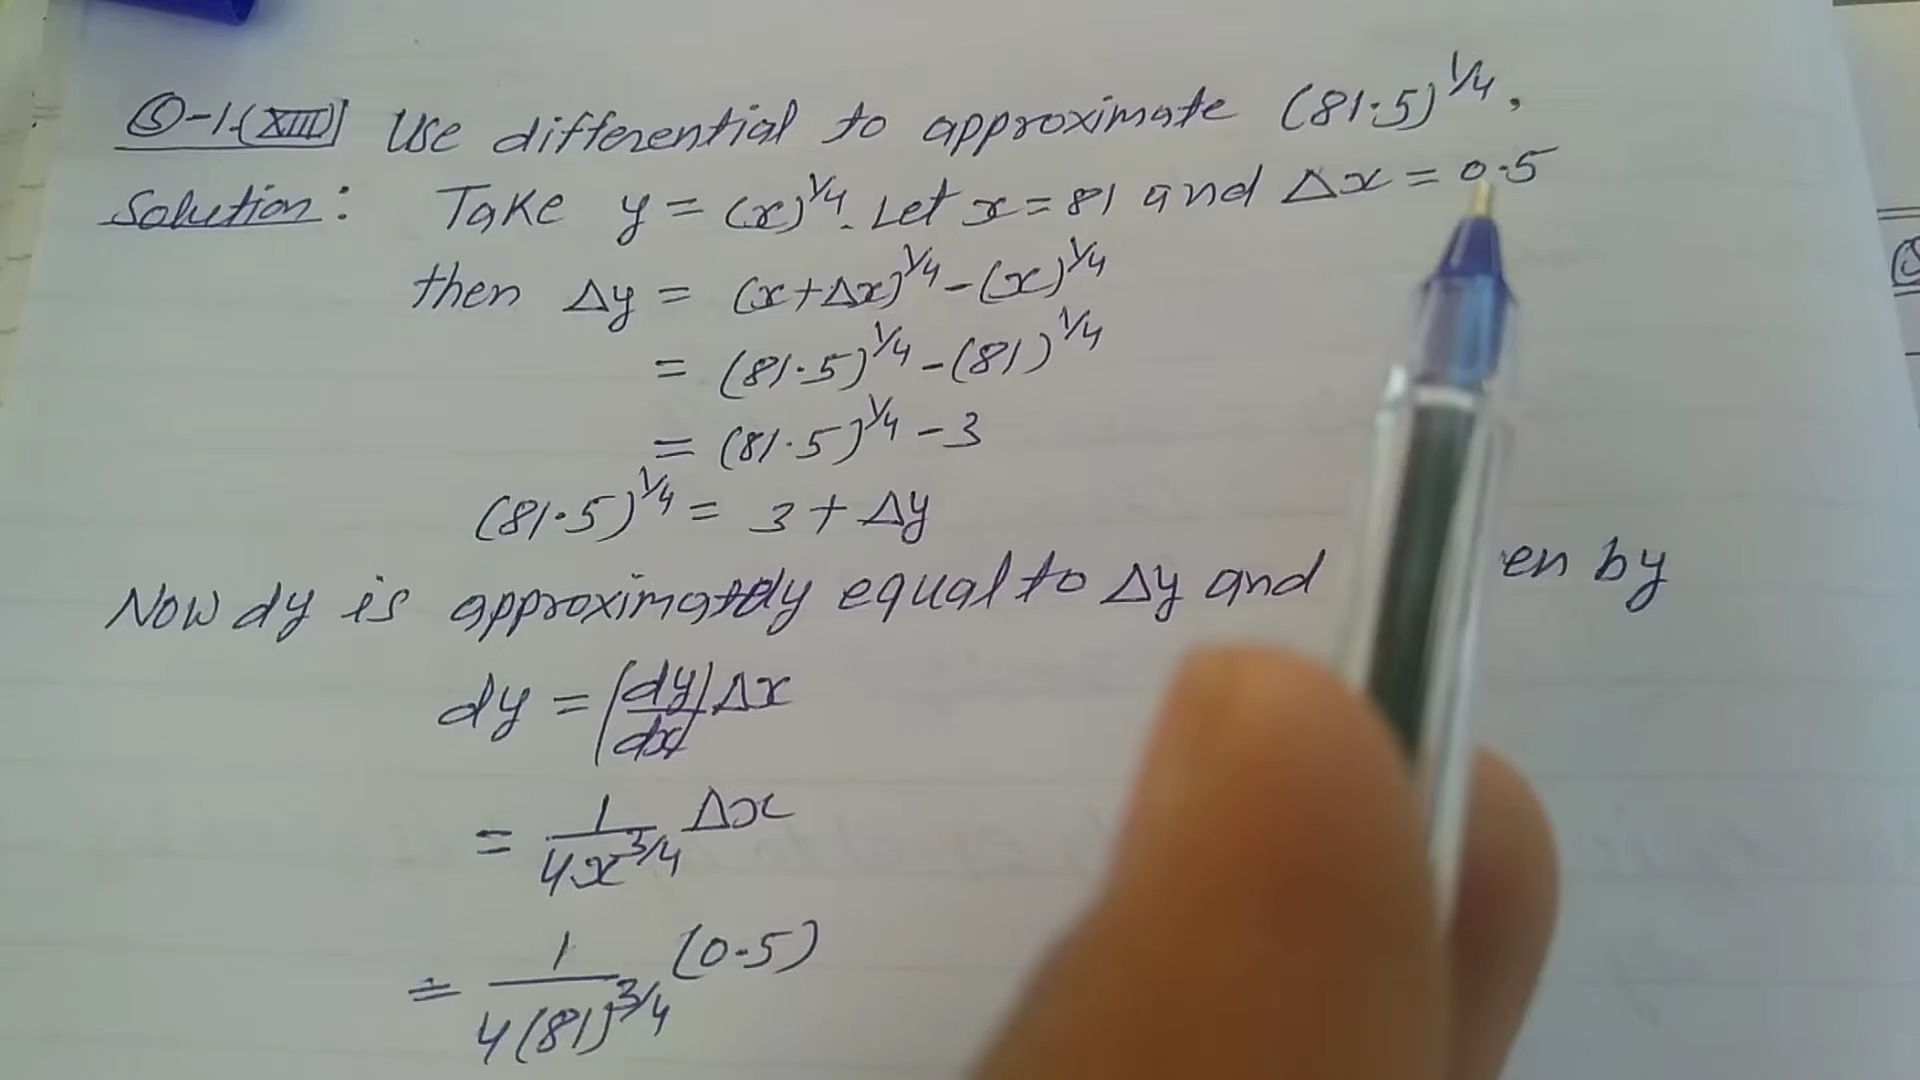 Q-1.(XIII) Use differential to approximate (81.5)^1/4.
Solution: Take y = (x)^1/4. Let x = 81 and Δx = 0.5
then Δy = (x+Δx)^1/4 - (x)^1/4
= (81.5)^1/4 - (81)^1/4
= (81.5)^1/4 - 3
(81.5)^1/4 = 3 + Δy
Now dy is approximately equal to Δy and en by
dy = (dy/dx) Δx
= 1/4x^3/4 Δx
= 1/4(81)^3/4 (0.5)